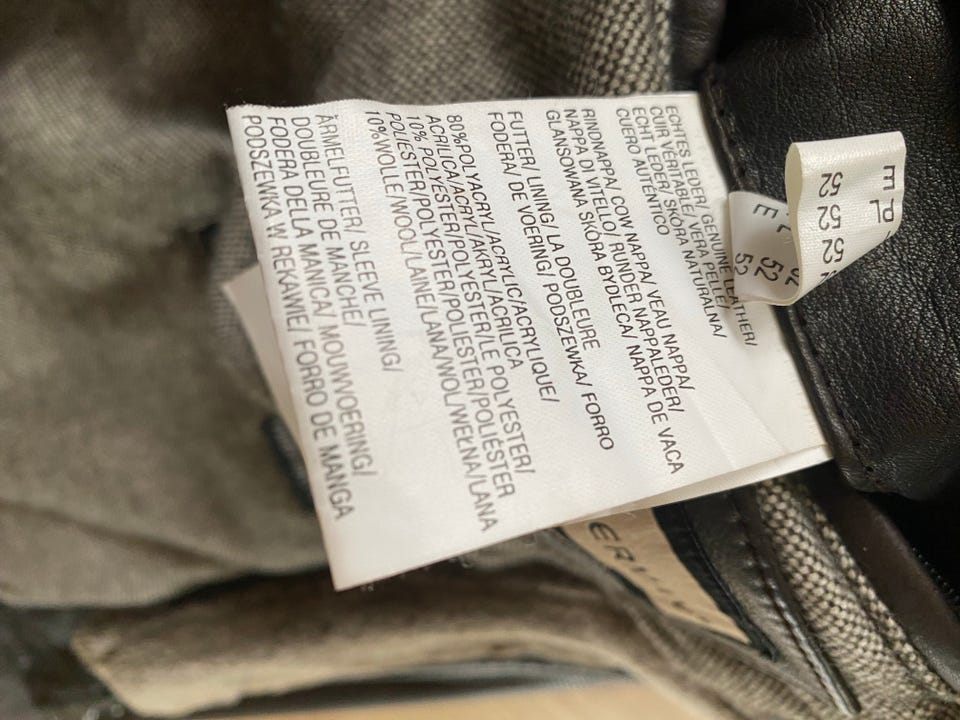 ECHTES LEDER/ GENUINE LEATHER/
CUIR VÉRITABLE/ VERA PELLE/
ECHT LEDER/ SKÓRA NATURALNA/
CUERO AUTÉNTICO
RINDNAPPA/ COW NAPPA/ VEAU NAPPA/
NAPPA DI VITELLO/ RUNDER NAPPALEDER/
GLANSOWANA SKÓRA BYDLĘCA/ NAPPA DE VACA
FUTTER/ LINING/ LA DOUBLEURE
FODERA/ DE VOERING/ PODSZEWKA/ FORRO
80%POLYACRYL/ACRYLIC/ACRYLIQUE/
ACRILICA/ACRYL/AKRYL/ACRÍLICA
10% POLYESTER/POLYESTER/LE POLYESTER/
POLIESTER/POLYESTER/POLIESTER/POLIÉSTER
10%WOLLE/WOOL/LAINE/LANA/WOL/WEŁNA/LANA
ÄRMELFUTTER/ SLEEVE LINING/
DOUBLEURE DE MANCHE/
FODERA DELLA MANICA/ MOUWVOERING/
PODSZEWKA W RĘKAWIE/ FORRO DE MANGA
PL
E
52
52
52
52
E
52
52